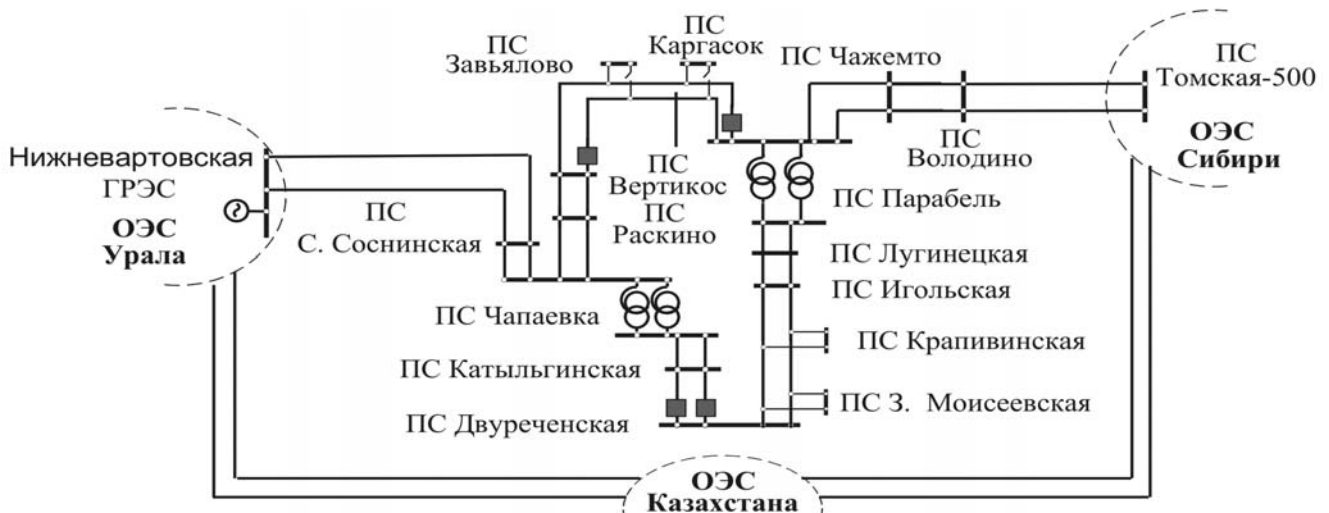 ПС
Завьялово
ПС
Каргасок
ПС Чажемто
ПС
Томская-500
ОЭС
Сибири
Нижневартовская
ГРЭС
ОЭС
Урала
ПС
С. Соснинская
ПС
Вертикос
ПС
Раскино
ПС
Володино
ПС Парабель
ПС Лугинецкая
ПС Игольская
ПС Чапаевка
ПС Крапивинская
ПС Катыльгинская
ПС З. Моисеевская
ПС Двуреченская
ОЭС
Казахстана